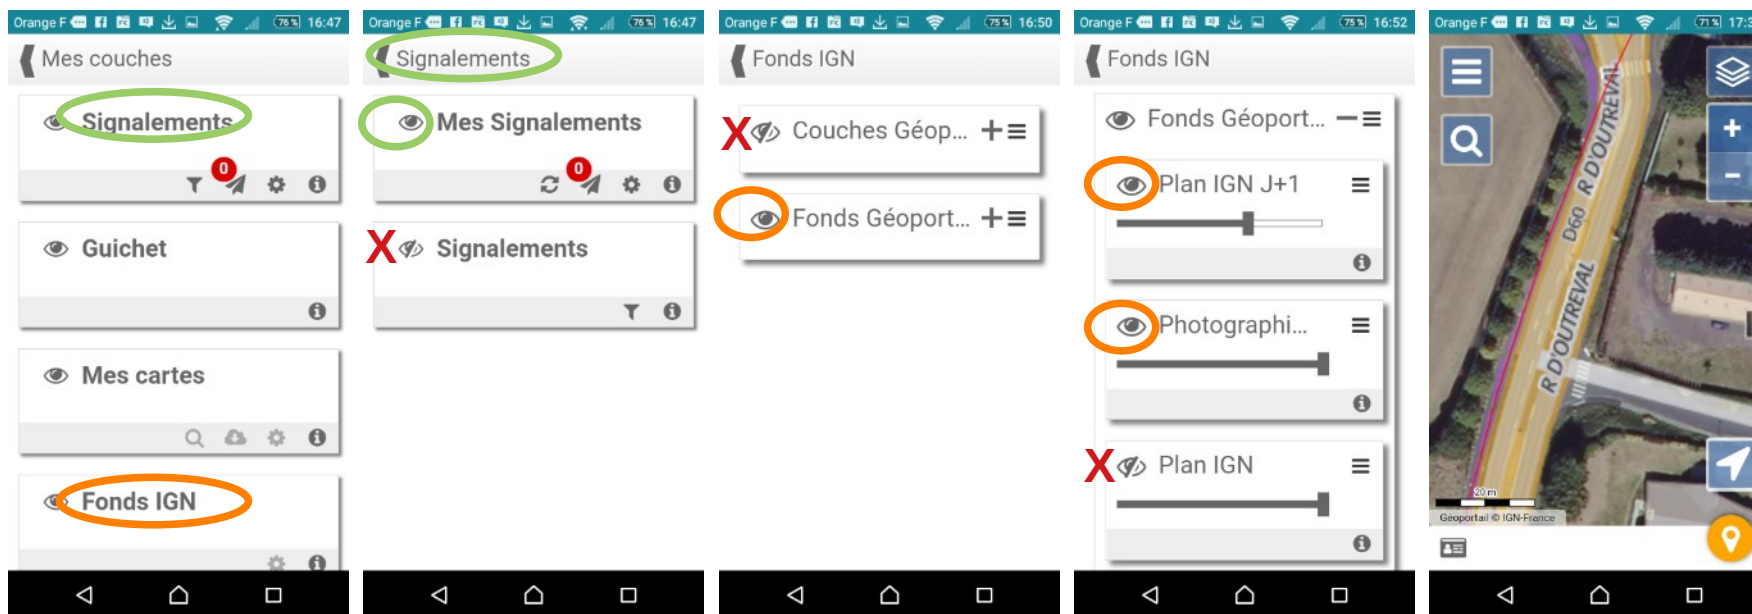 Orange F 76% 16:47
Mes couches
Signalements
0
Guichet
Mes cartes
Fonds IGN
Orange F 76% 16:47
Signalements
Mes Signalements
0
X Signalements
Orange F 75% 16:50
Fonds IGN
X Couches Géop...
Fonds Géoport...
Orange F 75% 16:52
Fonds IGN
Fonds Géoport...
Plan IGN J+1
Photographi...
X Plan IGN
Orange F 71% 17:3
R D'OUTREVAL
D60
R D'OUTREVAL
20 m
Géoportail © IGN-France